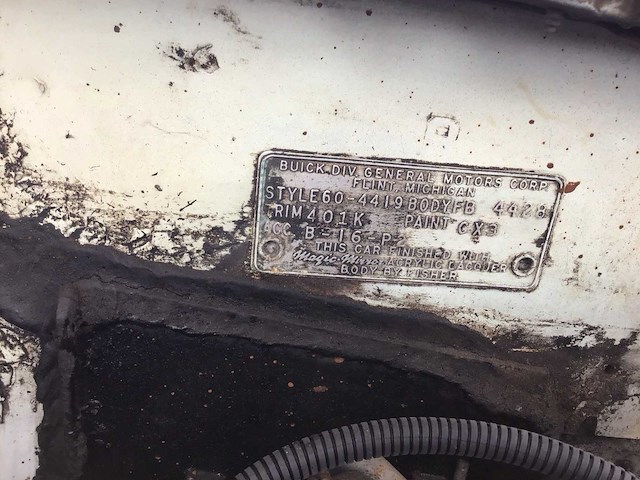 BUICK DIV. GENERAL MOTORS CORP.
FLINT, MICHIGAN
STYLE 60-4419 BODY FB 4428
TRIM 401K PAINT CX3
ACC. B-16-P-
THIS CAR FINISHED WITH
Magic-Mirror ACRYLIC LACQUER
BODY BY FISHER